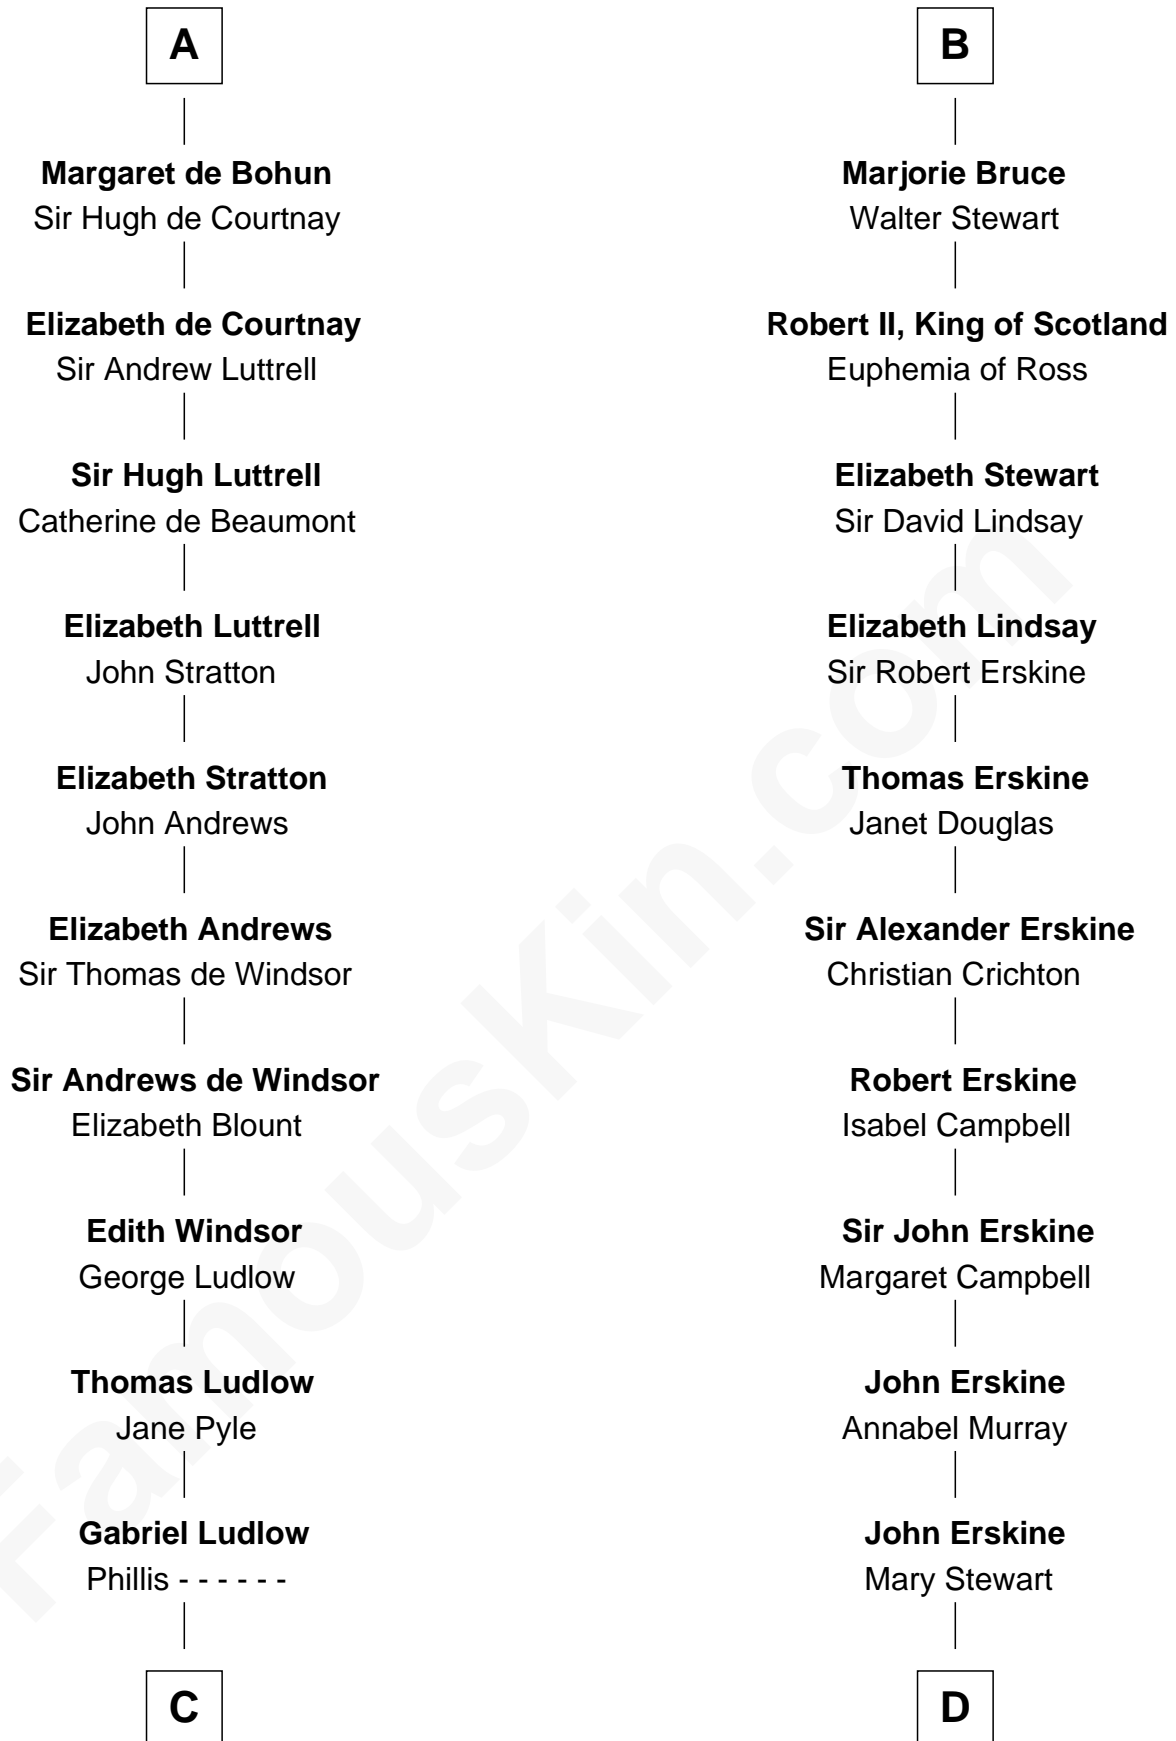 A
Margaret de Bohun
Sir Hugh de Courtnay
Elizabeth de Courtnay
Sir Andrew Luttrell
Sir Hugh Luttrell
Catherine de Beaumont
Elizabeth Luttrell
John Stratton
Elizabeth Stratton
John Andrews
Elizabeth Andrews
Sir Thomas de Windsor
Sir Andrews de Windsor
Elizabeth Blount
Edith Windsor
George Ludlow
Thomas Ludlow
Jane Pyle
Gabriel Ludlow
Phillis - - - - - -
C
B
Marjorie Bruce
Walter Stewart
Robert II, King of Scotland
Euphemia of Ross
Elizabeth Stewart
Sir David Lindsay
Elizabeth Lindsay
Sir Robert Erskine
Thomas Erskine
Janet Douglas
Sir Alexander Erskine
Christian Crichton
Robert Erskine
Isabel Campbell
Sir John Erskine
Margaret Campbell
John Erskine
Annabel Murray
John Erskine
Mary Stewart
D
FamousKin.com